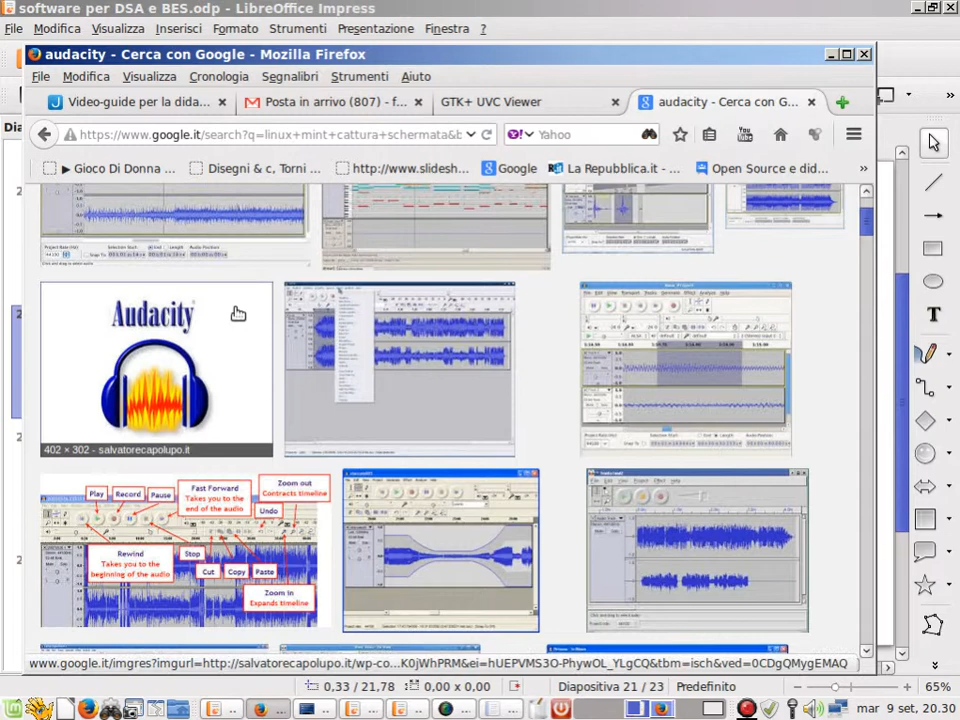 software per DSA e BES.odp - LibreOffice Impress
File Modifica Visualizza Inserisci Formato Strumenti Presentazione Finestra ?
audacity - Cerca con Google - Mozilla Firefox
File Modifica Visualizza Cronologia Segnalibri Strumenti Aiuto
Video-guide per la dida... Posta in arrivo (807) - f... GTK+ UVC Viewer audacity - Cerca con G...
https://www.google.it/search?q=linux+mint+cattura+schermata&b Yahoo
▶ Gioco Di Donna ... Disegni & c, Torni ... http://www.slidesh... Google La Repubblica.it - ... Open Source e did... »
Dia
Audacity
402 × 302 - salvatorecapolupo.it
Play
Record
Pause
Fast Forward
Takes you to the
end of the audio
Zoom out
Contracts timeline
Undo
Rewind
Takes you to the
beginning of the audio
Stop
Cut
Copy
Paste
Zoom in
Expands timeline
www.google.it/imgres?imgurl=http://salvatorecapolupo.it/wp-co...K0jWhPRM&ei=hUEPVMS3O-PhywOL_YLgCQ&tbm=isch&ved=0CDgQMygEMAQ
0,33 / 21,78 0,00 x 0,00 Diapositiva 21 / 23 Predefinito 65%
mar 9 set, 20.30